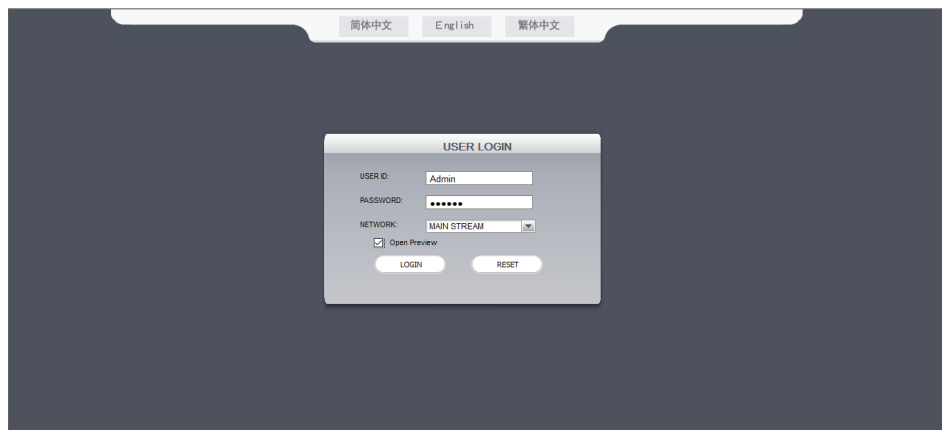 简体中文 English 繁体中文
USER LOGIN
USER ID: Admin
PASSWORD: ••••••
NETWORK: MAIN STREAM
Open Preview
LOGIN RESET